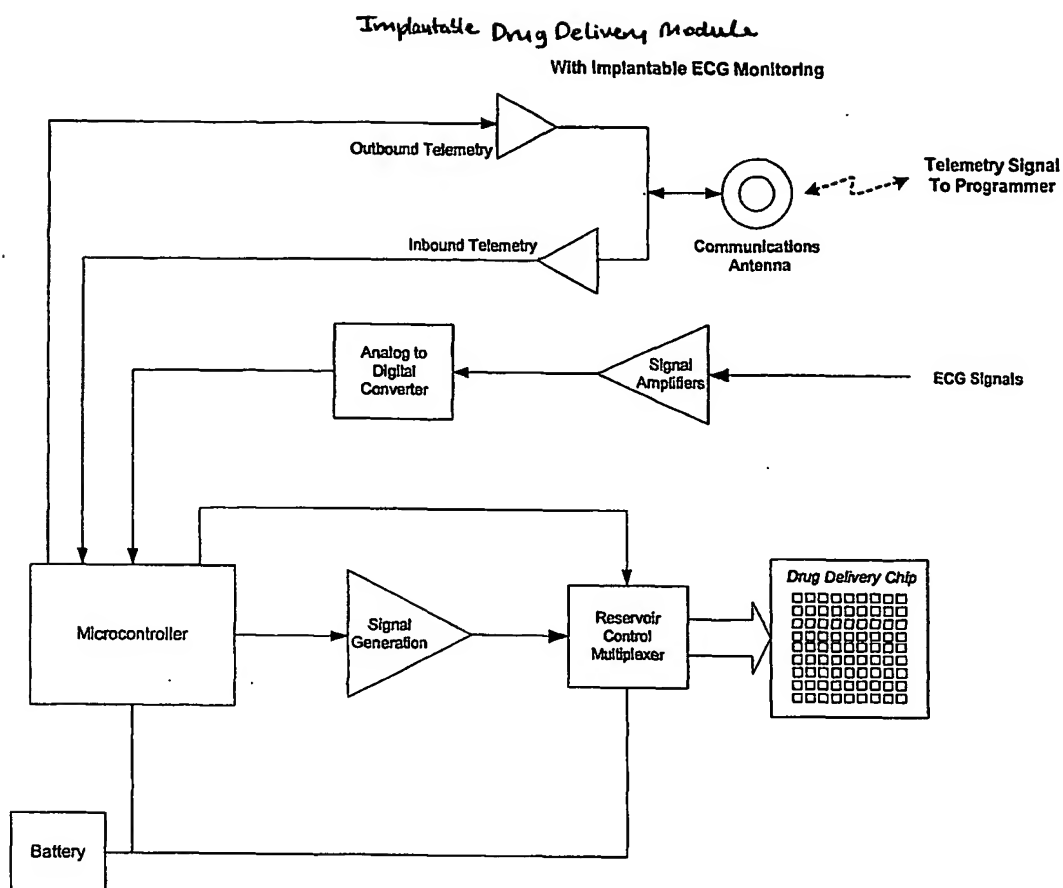 Implantable Drug Delivery Module
With Implantable ECG Monitoring
Outbound Telemetry
Telemetry Signal
To Programmer
Inbound Telemetry
Communications
Antenna
Analog to
Digital
Converter
Signal
Amplifiers
ECG Signals
Drug Delivery Chip
Microcontroller
Signal
Generation
Reservoir
Control
Multiplexer
Battery